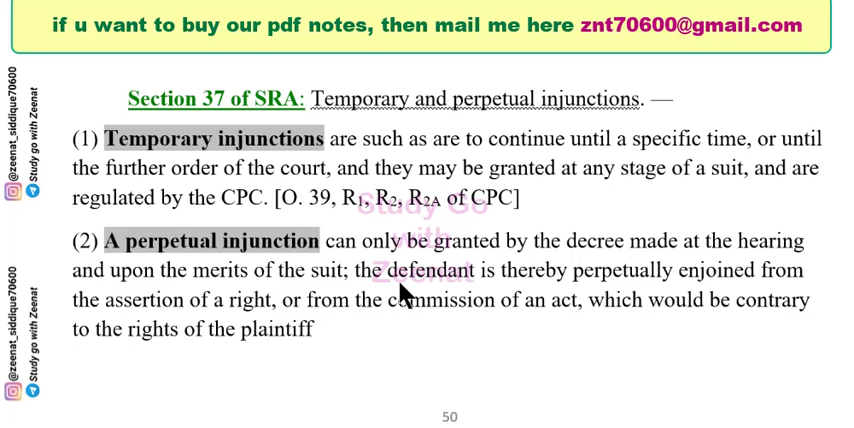 if u want to buy our pdf notes, then mail me here znt70600@gmail.com
@zeenat_siddique70600
Study go with Zeenat
Section 37 of SRA: Temporary and perpetual injunctions. —
(1) Temporary injunctions are such as are to continue until a specific time, or until
the further order of the court, and they may be granted at any stage of a suit, and are
regulated by the CPC. [O. 39, R1, R2, R2A of CPC]
Study Go
with
Zeenat
(2) A perpetual injunction can only be granted by the decree made at the hearing
and upon the merits of the suit; the defendant is thereby perpetually enjoined from
the assertion of a right, or from the commission of an act, which would be contrary
to the rights of the plaintiff
@zeenat_siddique70600
Study go with Zeenat
50